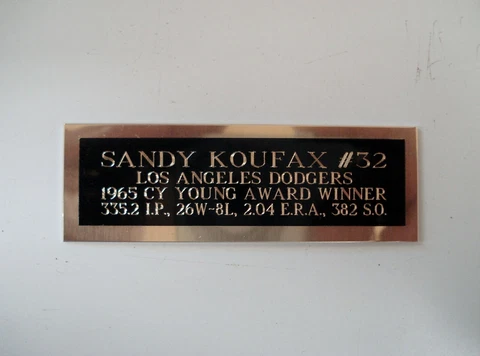 SANDY KOUFAX #32
LOS ANGELES DODGERS
1965 CY YOUNG AWARD WINNER
335.2 I.P., 26W-8L, 2.04 E.R.A., 382 S.O.